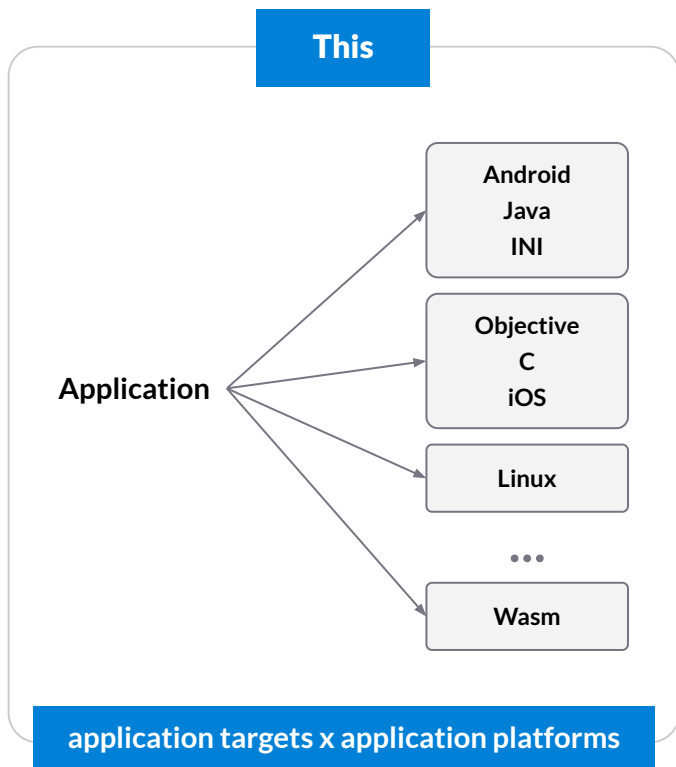 This
Android
Java
INI
Objective
C
iOS
Application
Linux
...
Wasm
application targets x application platforms